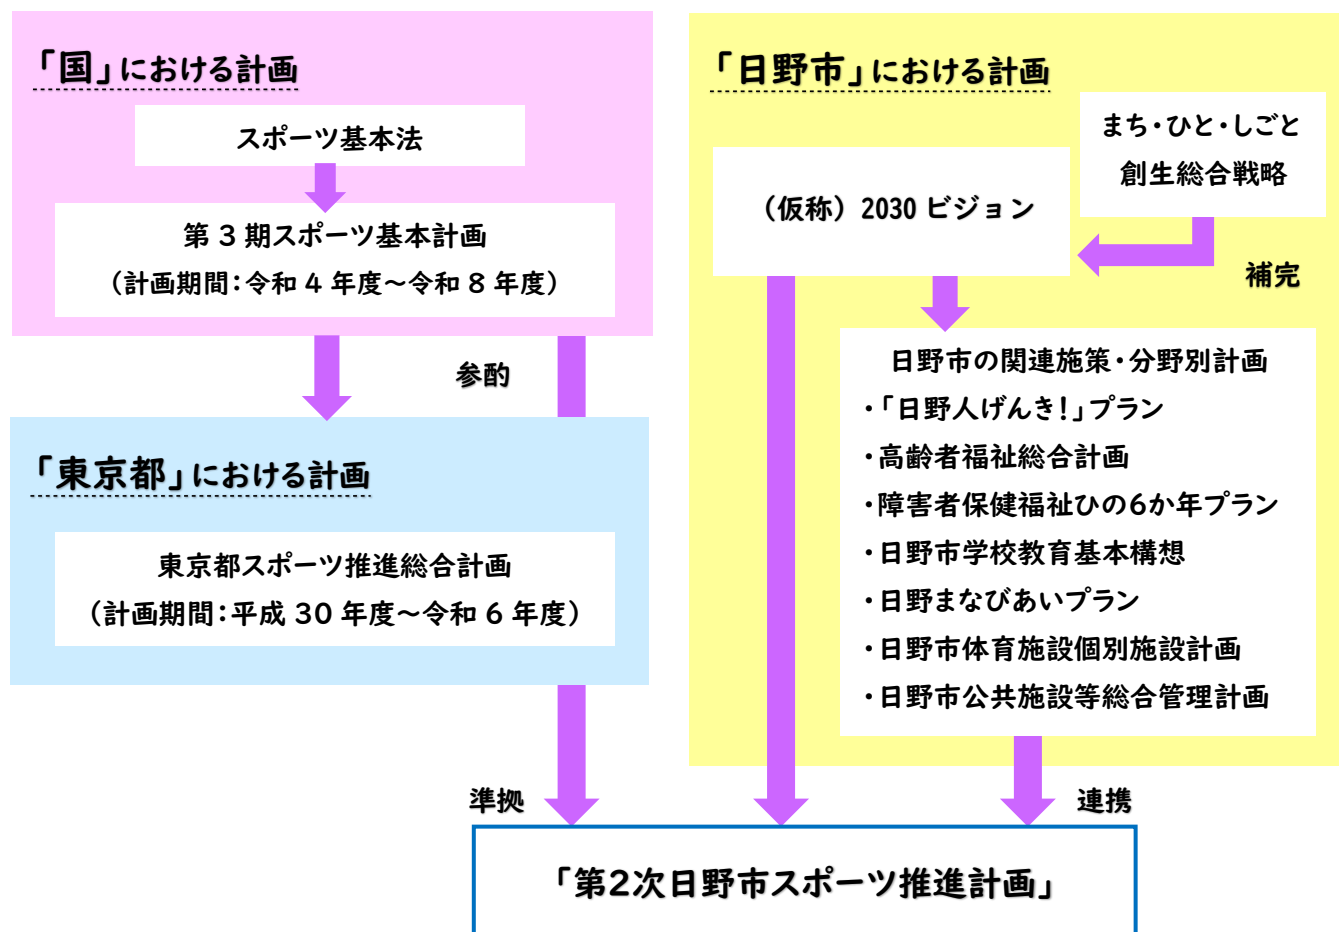 「国」における計画
スポーツ基本法
第3期スポーツ基本計画
（計画期間：令和4年度～令和8年度）
参酌
「東京都」における計画
東京都スポーツ推進総合計画
（計画期間：平成30年度～令和6年度）
準拠
「日野市」における計画
まち・ひと・しごと
創生総合戦略
（仮称）2030ビジョン
補完
日野市の関連施策・分野別計画
・「日野人げんき！」プラン
・高齢者福祉総合計画
・障害者保健福祉ひの6か年プラン
・日野市学校教育基本構想
・日野まなびあいプラン
・日野市体育施設個別施設計画
・日野市公共施設等総合管理計画
連携
「第2次日野市スポーツ推進計画」